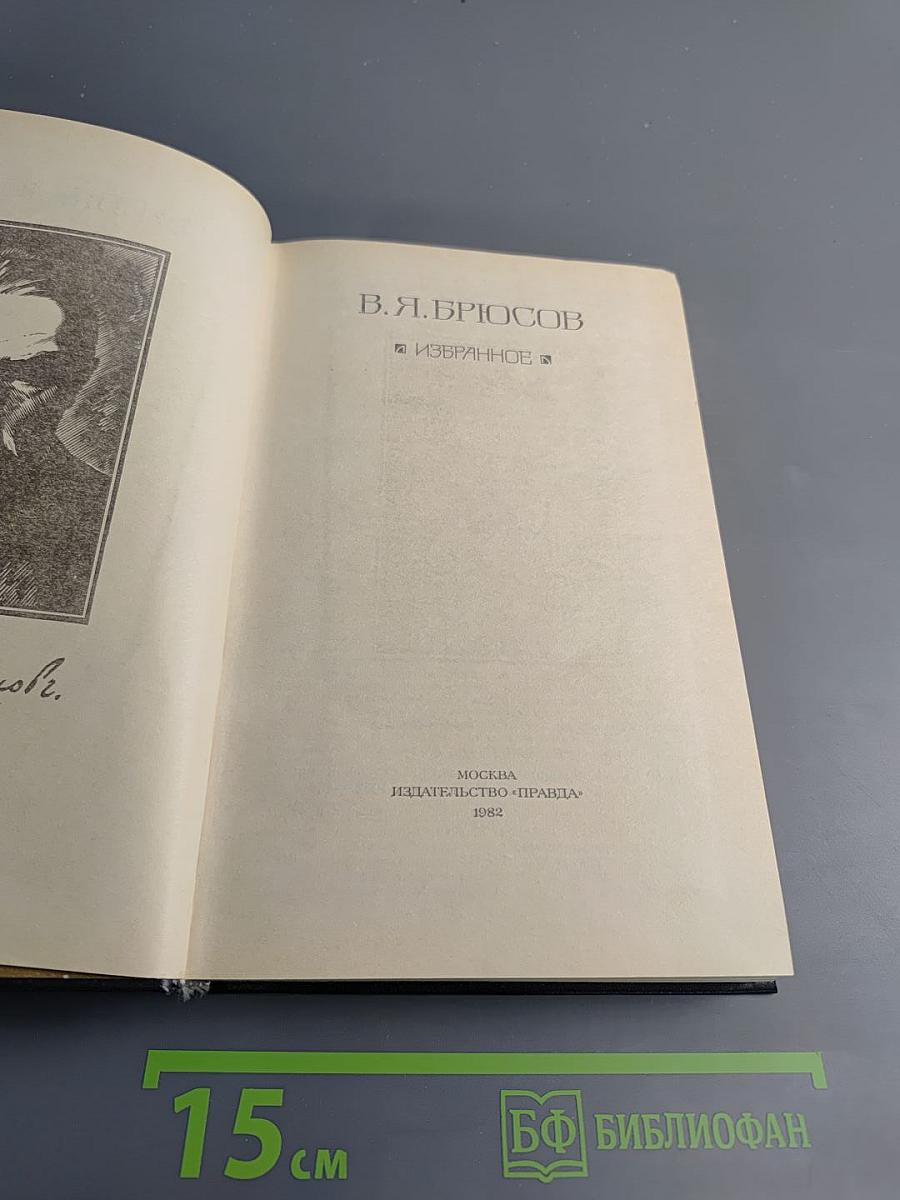 В. Я. БРЮСОВ
ИЗБРАННОЕ
МОСКВА
ИЗДАТЕЛЬСТВО «ПРАВДА»
1982
15 см
БФ БИБЛИОФАН